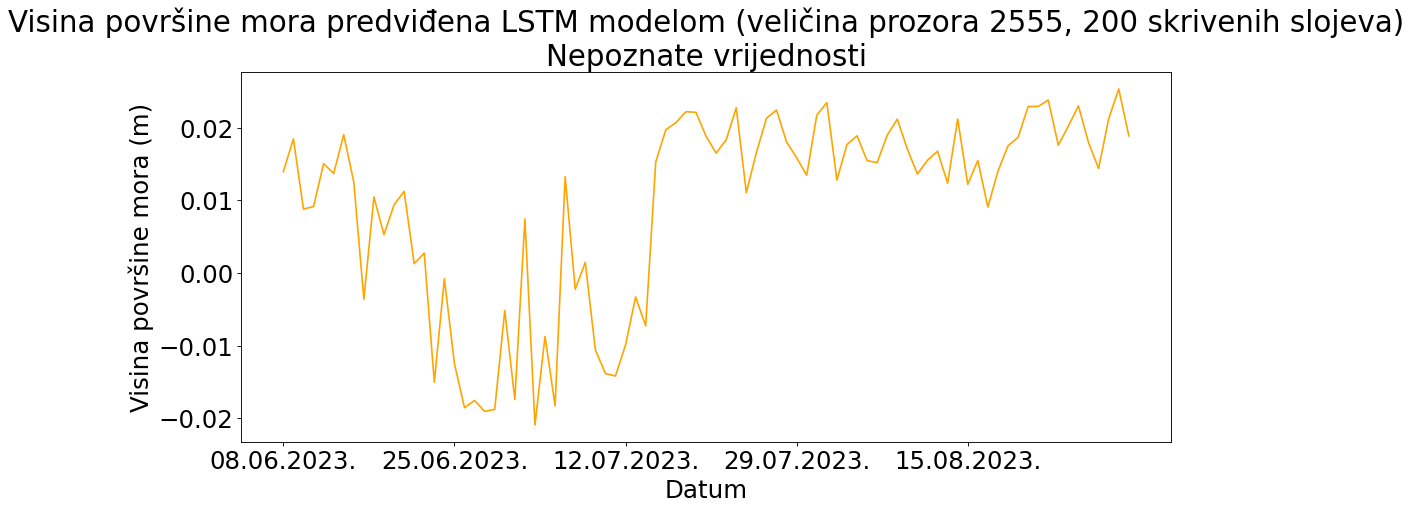 Visina površine mora predviđena LSTM modelom (veličina prozora 2555, 200 skrivenih slojeva)
Nepoznate vrijednosti
Visina površine mora (m)
0.02
0.01
0.00
−0.01
−0.02
08.06.2023. 25.06.2023. 12.07.2023. 29.07.2023. 15.08.2023.
Datum